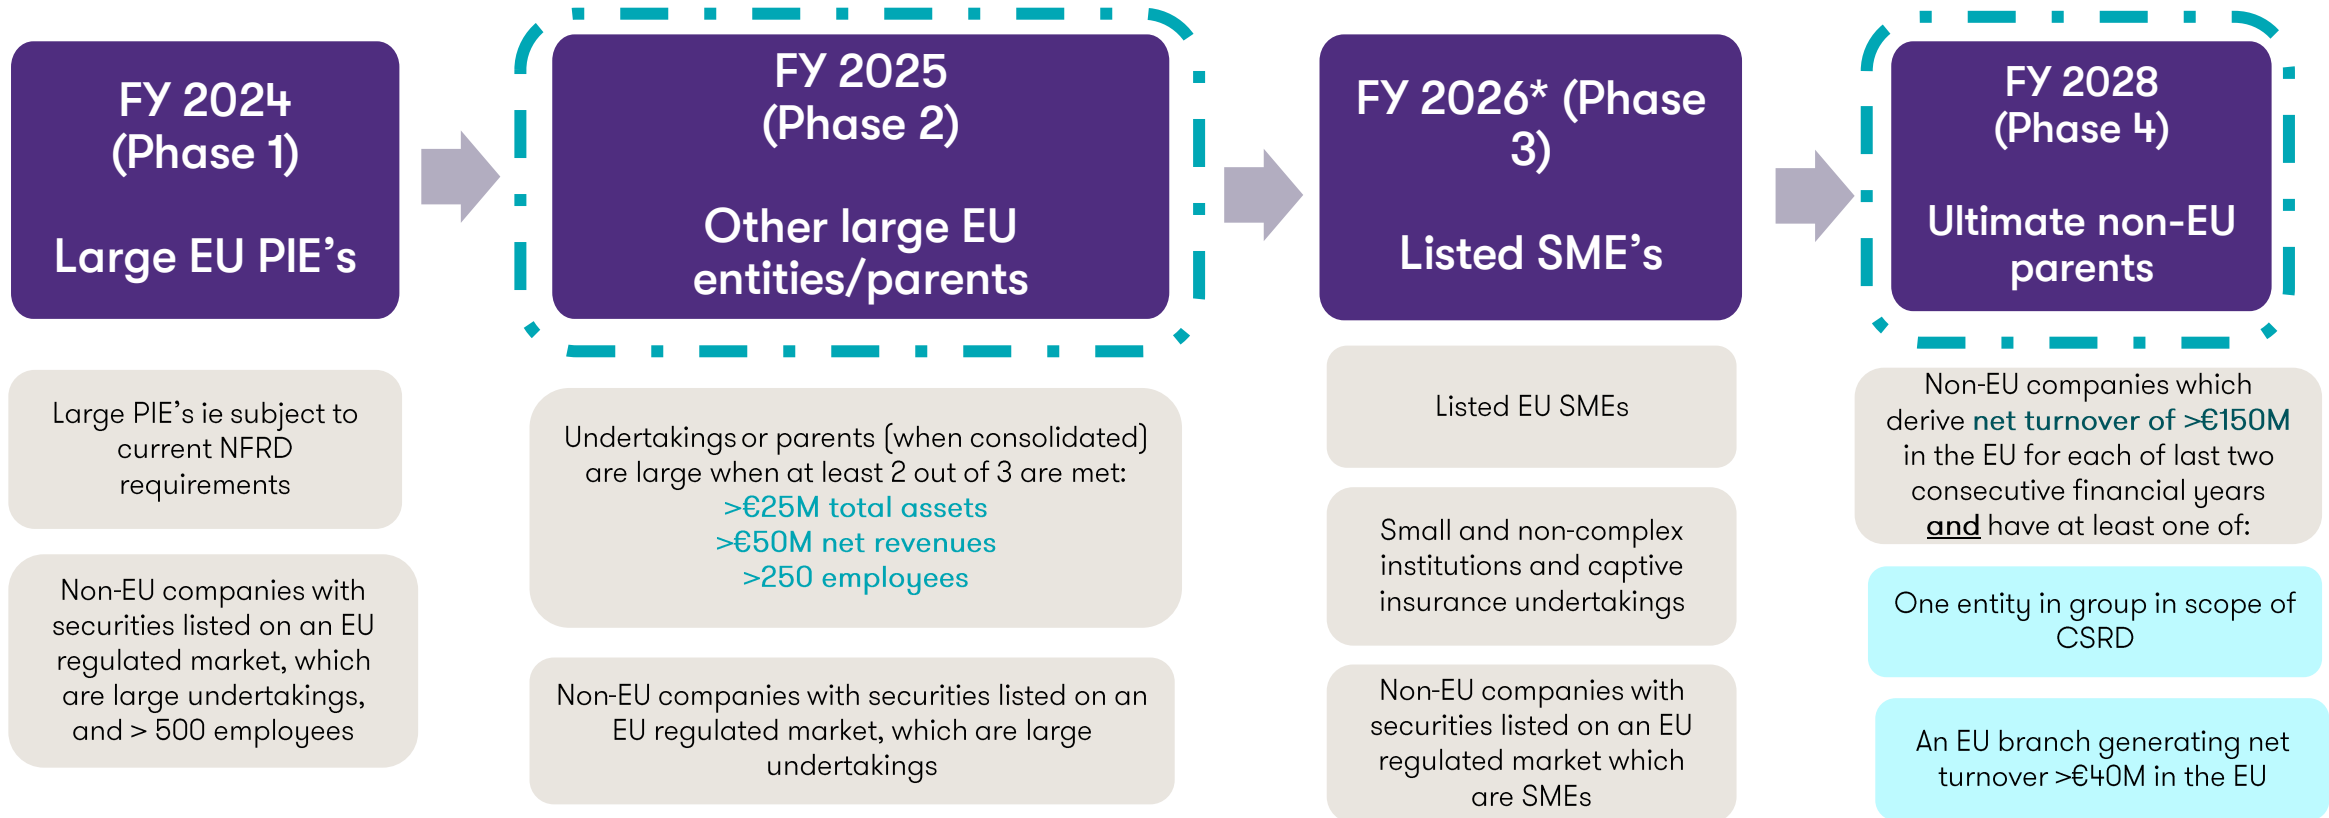 FY 2024
(Phase 1)
Large EU PIE’s
Large PIE’s ie subject to
current NFRD
requirements
Non-EU companies with
securities listed on an EU
regulated market, which
are large undertakings,
and > 500 employees
FY 2025
(Phase 2)
Other large EU
entities/parents
Undertakings or parents (when consolidated)
are large when at least 2 out of 3 are met:
>€25M total assets
>€50M net revenues
>250 employees
Non-EU companies with securities listed on an
EU regulated market, which are large
undertakings
FY 2026* (Phase
3)
Listed SME’s
Listed EU SMEs
Small and non-complex
institutions and captive
insurance undertakings
Non-EU companies with
securities listed on an EU
regulated market which
are SMEs
FY 2028
(Phase 4)
Ultimate non-EU
parents
Non-EU companies which
derive net turnover of >€150M
in the EU for each of last two
consecutive financial years
and have at least one of:
One entity in group in scope of
CSRD
An EU branch generating net
turnover >€40M in the EU